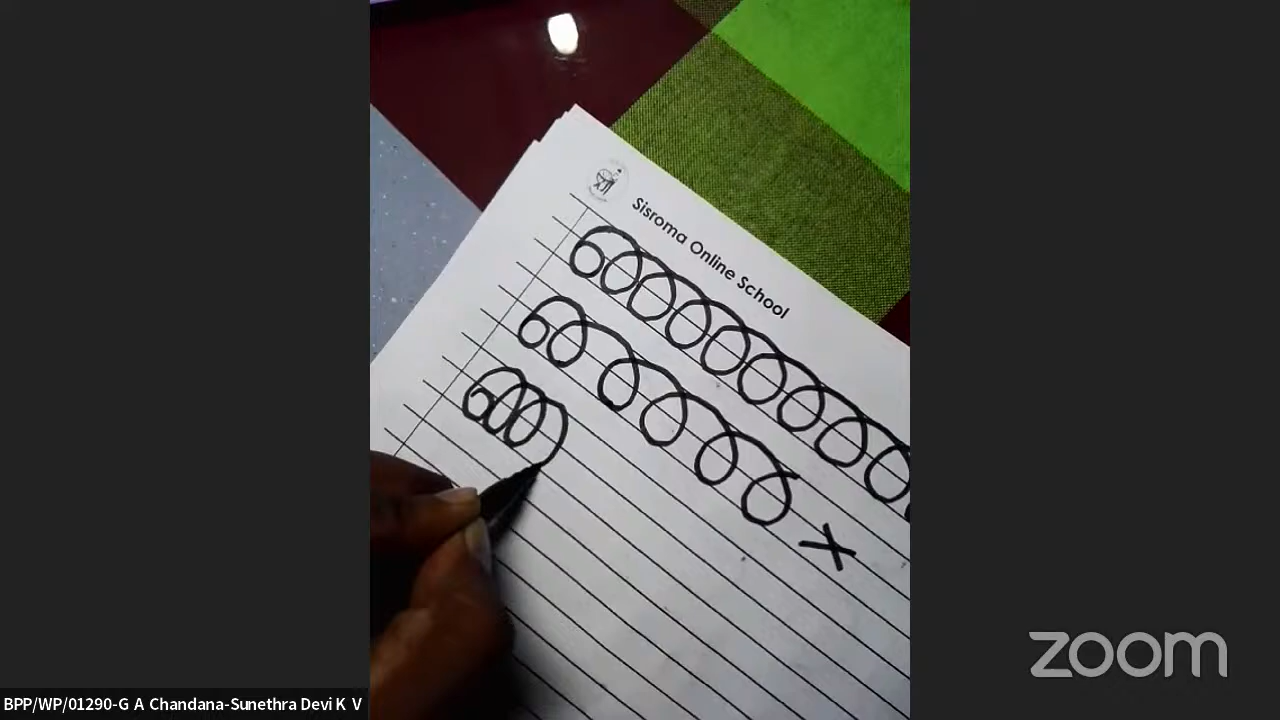 Sisroma Online School
x
zoom
BPP/WP/01290-G A Chandana-Sunethra Devi K V